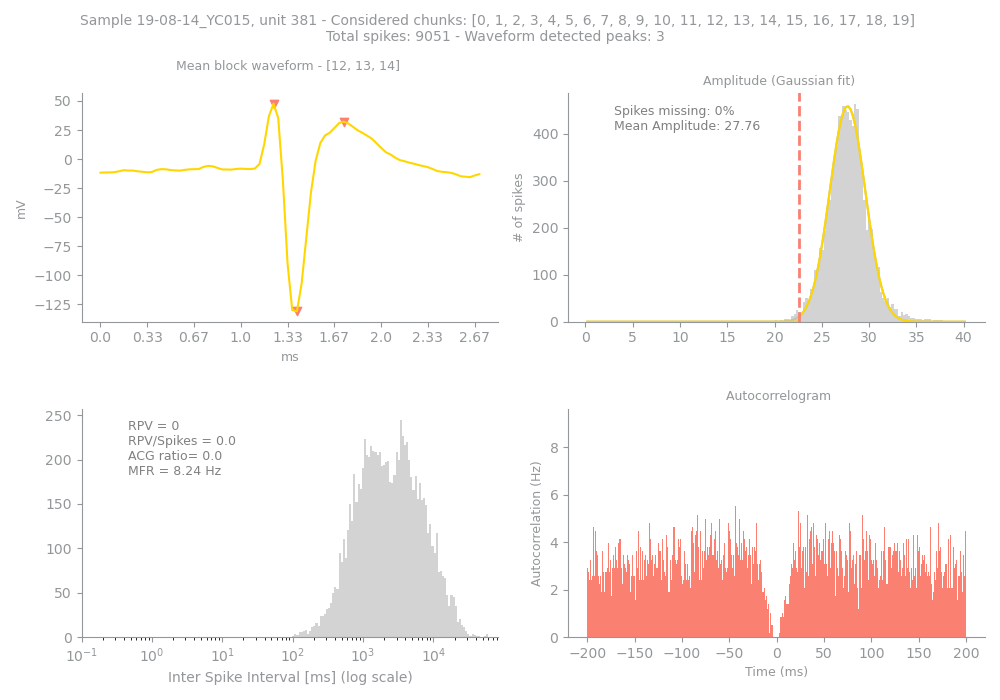 Sample 19-08-14_YC015, unit 381 - Considered chunks: [0, 1, 2, 3, 4, 5, 6, 7, 8, 9, 10, 11, 12, 13, 14, 15, 16, 17, 18, 19]
Total spikes: 9051 - Waveform detected peaks: 3
Mean block waveform - [12, 13, 14]
50
25
0
−25
−50
−75
−100
−125
mV
0.0 0.33 0.67 1.0 1.33 1.67 2.0 2.33 2.67
ms
Amplitude (Gaussian fit)
Spikes missing: 0%
Mean Amplitude: 27.76
400
300
200
100
0
# of spikes
0 5 10 15 20 25 30 35 40
RPV = 0
RPV/Spikes = 0.0
ACG ratio= 0.0
MFR = 8.24 Hz
250
200
150
100
50
0
10⁻¹ 10⁰ 10¹ 10² 10³ 10⁴
Inter Spike Interval [ms] (log scale)
Autocorrelogram
8
6
4
2
0
Autocorrelation (Hz)
−200 −150 −100 −50 0 50 100 150 200
Time (ms)